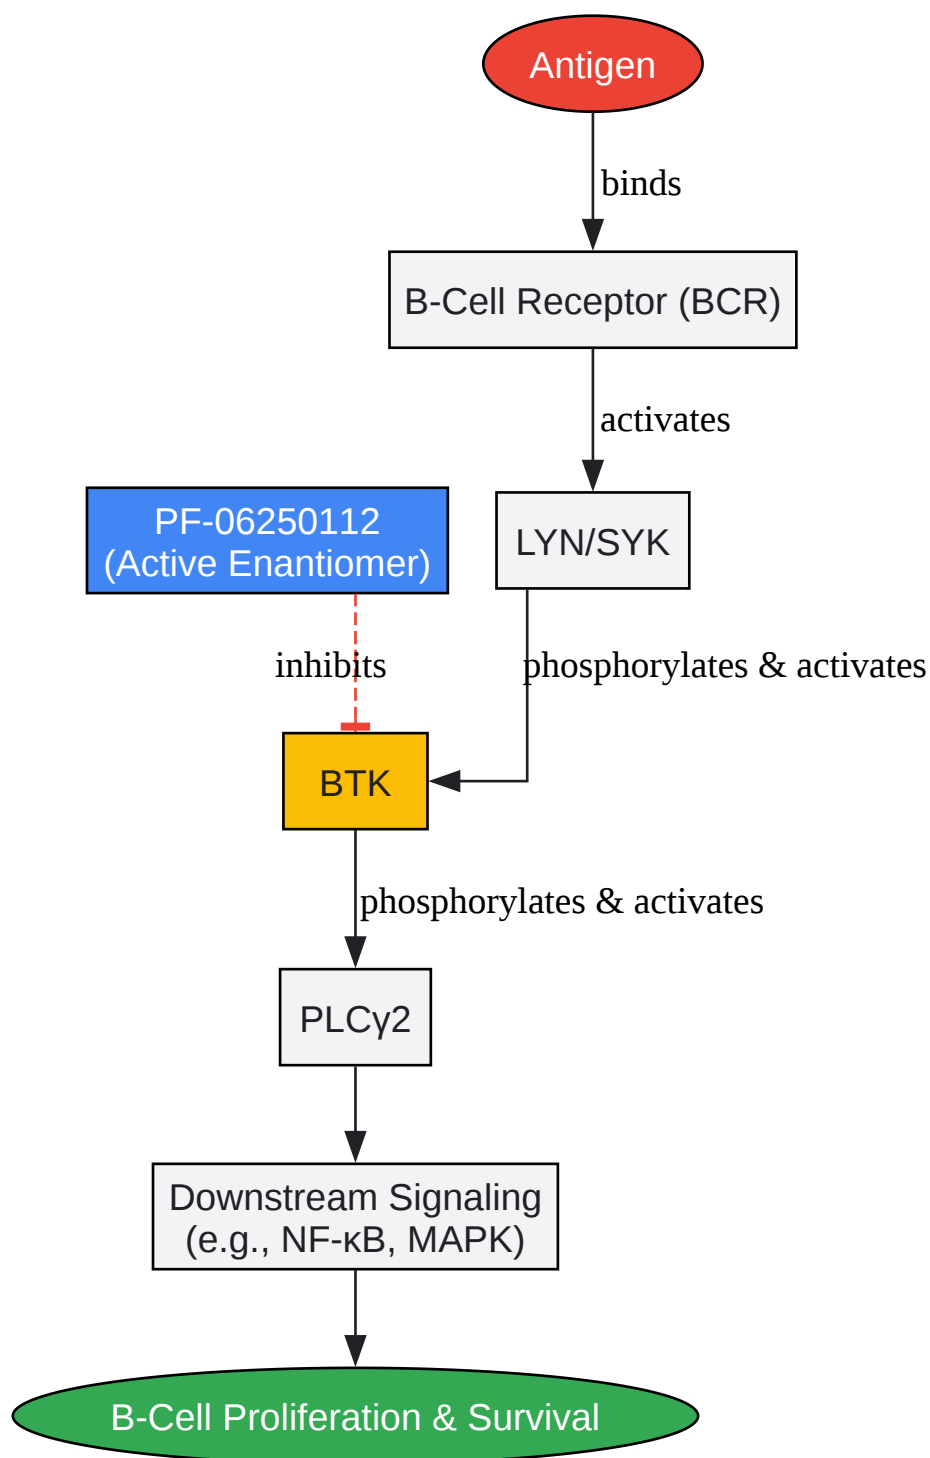 Antigen
binds
B-Cell Receptor (BCR)
activates
PF-06250112
(Active Enantiomer)
LYN/SYK
inhibits
phosphorylates & activates
BTK
phosphorylates & activates
PLCγ2
Downstream Signaling
(e.g., NF-κB, MAPK)
B-Cell Proliferation & Survival